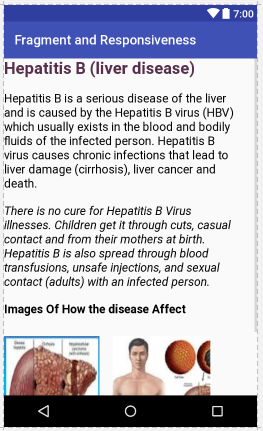 7:00
Fragment and Responsiveness
Hepatitis B (liver disease)
Hepatitis B is a serious disease of the liver
and is caused by the Hepatitis B virus (HBV)
which usually exists in the blood and bodily
fluids of the infected person. Hepatitis B
virus causes chronic infections that lead to
liver damage (cirrhosis), liver cancer and
death.
There is no cure for Hepatitis B Virus
illnesses. Children get it through cuts, casual
contact and from their mothers at birth.
Hepatitis B is also spread through blood
transfusions, unsafe injections, and sexual
contact (adults) with an infected person.
Images Of How the disease Affect